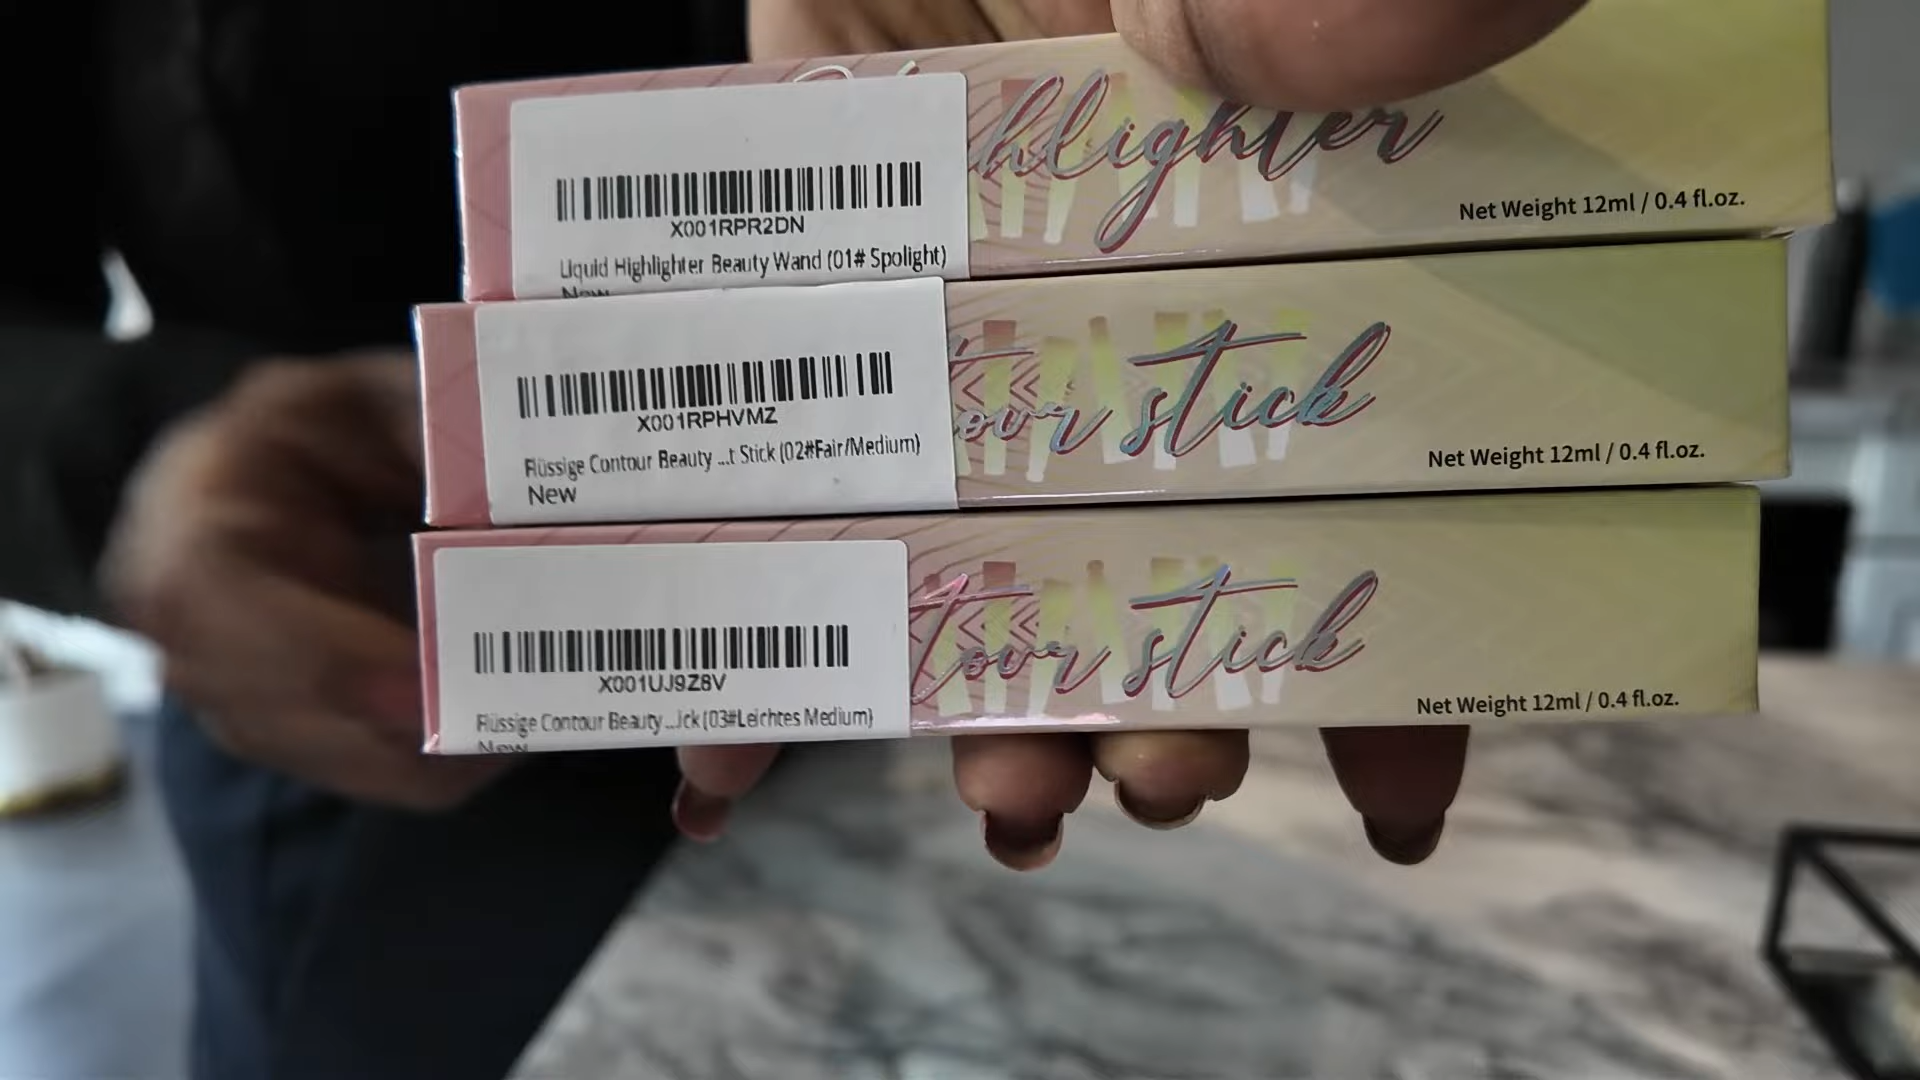 hlighter
Net Weight 12ml / 0.4 fl.oz.
X001RPR2DN
Liquid Highlighter Beauty Wand (01# Spolight)
New
tour stick
Net Weight 12ml / 0.4 fl.oz.
X001RPHVMZ
Flüssige Contour Beauty ...t Stick (02#Fair/Medium)
New
tour stick
Net Weight 12ml / 0.4 fl.oz.
X001UJ9Z8V
Flüssige Contour Beauty ...ick (03#Leichtes Medium)
New